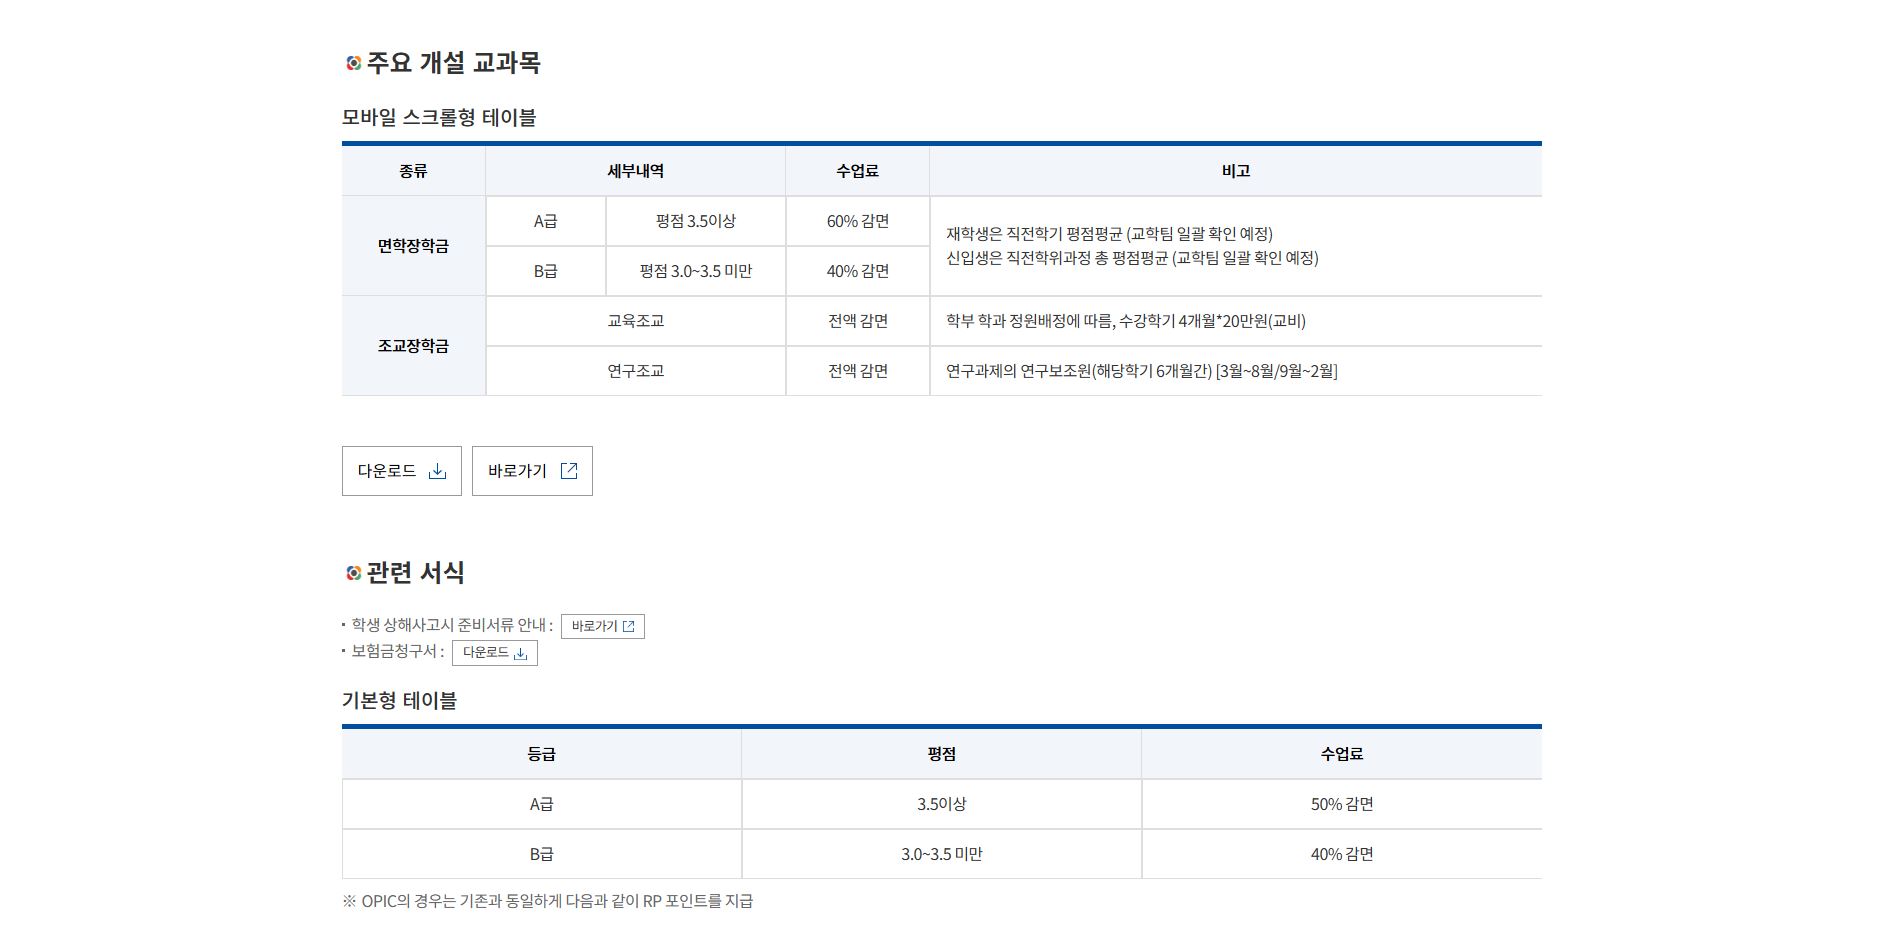 주요 개설 교과목
모바일 스크롤형 테이블
종류 세부내역 수업료 비고
면학장학금 A급 평점 3.5이상 60% 감면
B급 평점 3.0~3.5 미만 40% 감면
재학생은 직전학기 평점평균 (교학팀 일괄 확인 예정)
신입생은 직전학위과정 총 평점평균 (교학팀 일괄 확인 예정)
조교장학금 교육조교 전액 감면 학부 학과 정원배정에 따름, 수강학기 4개월*20만원(교비)
연구조교 전액 감면 연구과제의 연구보조원(해당학기 6개월간) [3월~8월/9월~2월]
다운로드 바로가기
관련 서식
학생 상해사고시 준비서류 안내 : 바로가기
보험금청구서 : 다운로드
기본형 테이블
등급 평점 수업료
A급 3.5이상 50% 감면
B급 3.0~3.5 미만 40% 감면
※ OPIC의 경우는 기존과 동일하게 다음과 같이 RP 포인트를 지급